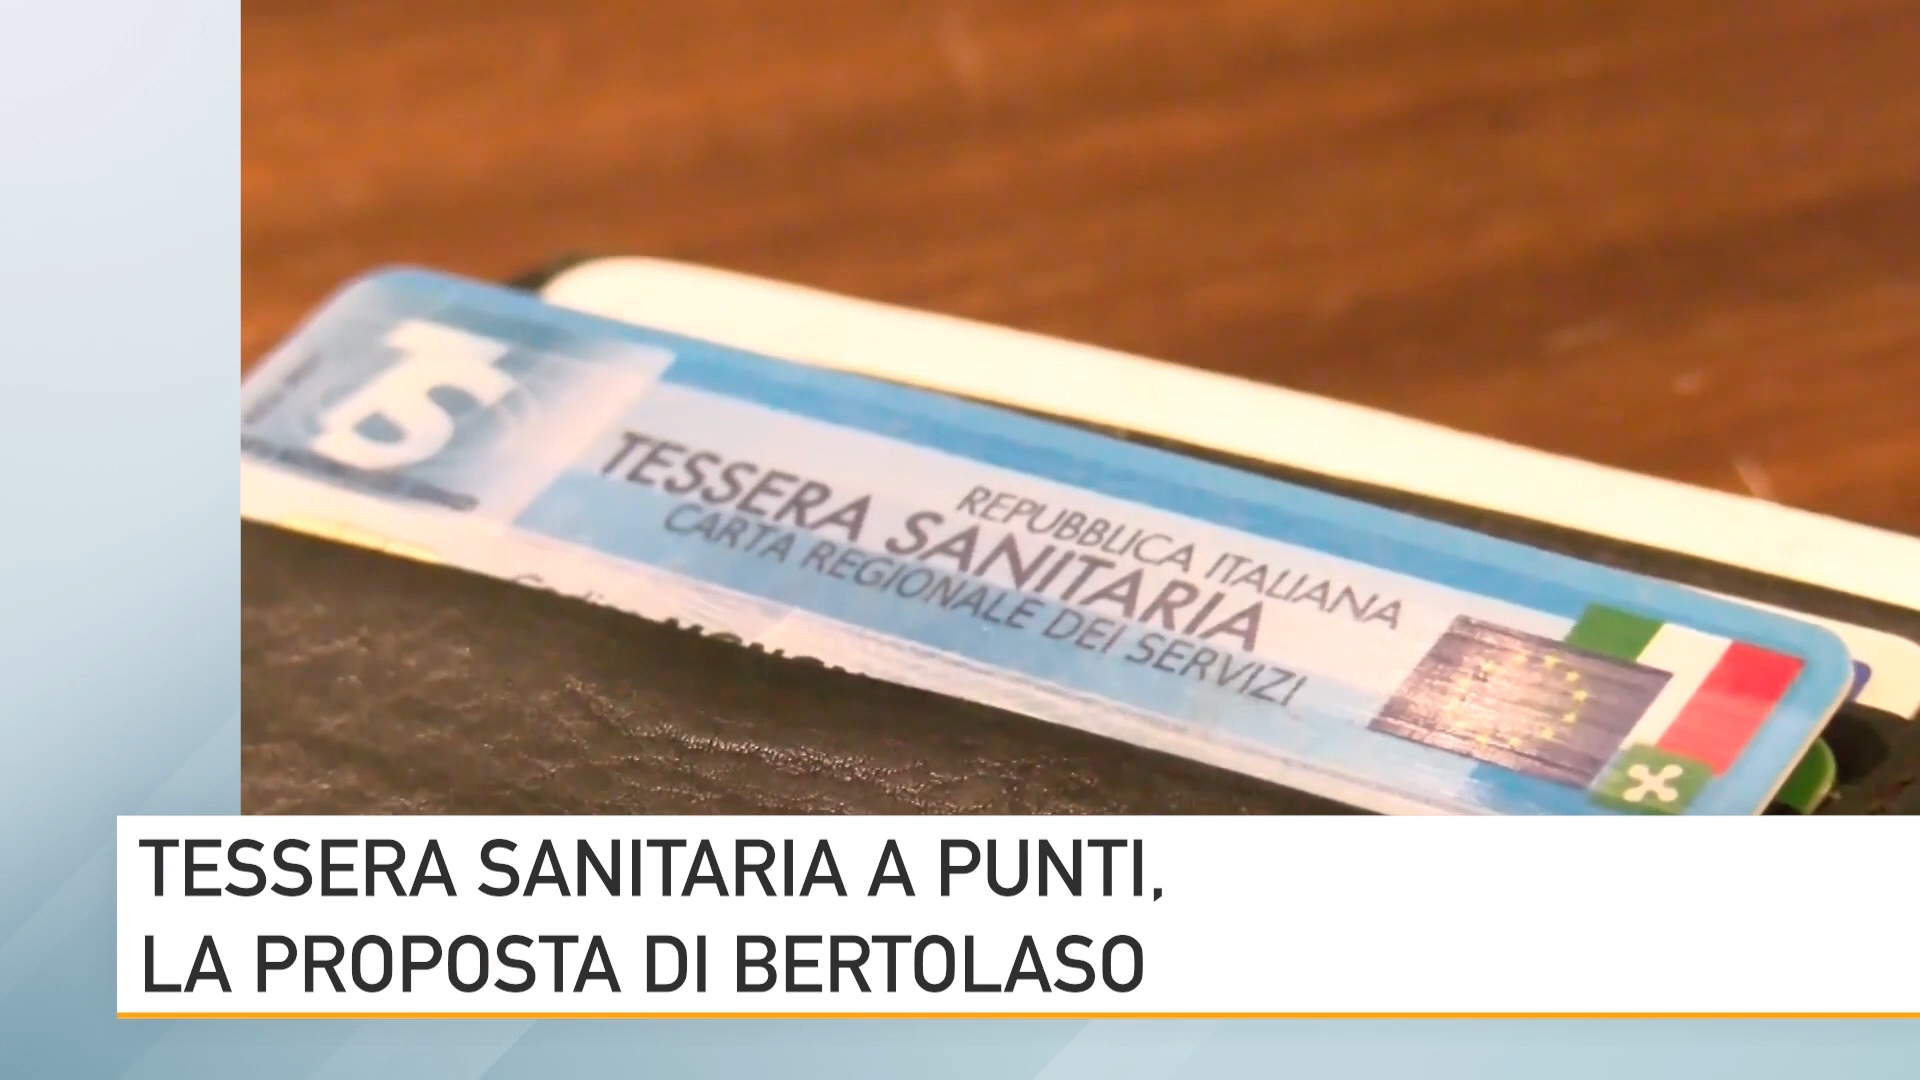 TS
REPUBBLICA ITALIANA
TESSERA SANITARIA
CARTA REGIONALE DEI SERVIZI
TESSERA SANITARIA A PUNTI,
LA PROPOSTA DI BERTOLASO